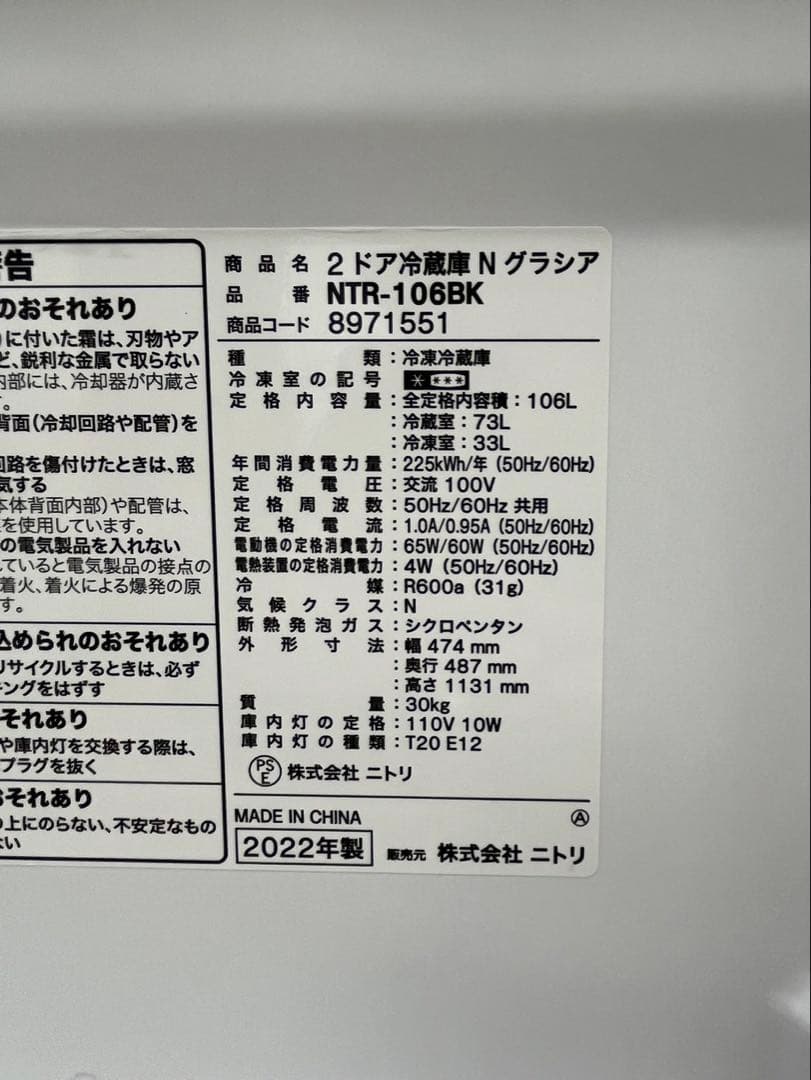 告
のおそれあり
に付いた霜は、刃物やア
ど、鋭利な金属で取らない
内部には、冷却器が内蔵さ
す。
背面（冷却回路や配管）を
回路を傷付けたときは、窓
気する
本体背面内部）や配管は、
を使用しています。
の電気製品を入れない
ていると電気製品の接点の
着火、着火による爆発の原
す。
込められのおそれあり
リサイクルするときは、必ず
キングをはずす
それあり
や庫内灯を交換する際は、
プラグを抜く
おそれあり
上にのらない、不安定なもの
ない
商品名 2ドア冷蔵庫 N グラシア
品番 NTR-106BK
商品コード 8971551
種類：冷凍冷蔵庫
冷凍室の記号 ＊ ＊＊＊
定格内容量：全定格内容積：106L
：冷蔵室：73L
：冷凍室：33L
年間消費電力量：225kWh/年（50Hz/60Hz）
定格電圧：交流 100V
定格周波数：50Hz/60Hz 共用
定格電流：1.0A/0.95A（50Hz/60Hz）
電動機の定格消費電力：65W/60W（50Hz/60Hz）
電熱装置の定格消費電力：4W（50Hz/60Hz）
冷媒：R600a（31g）
気候クラス：N
断熱発泡ガス：シクロペンタン
外形寸法：幅 474 mm
：奥行 487 mm
：高さ 1131 mm
質量：30kg
庫内灯の定格：110V 10W
庫内灯の種類：T20 E12
PSE 株式会社 ニトリ
MADE IN CHINA Ⓐ
2022年製 販売元 株式会社 ニトリ